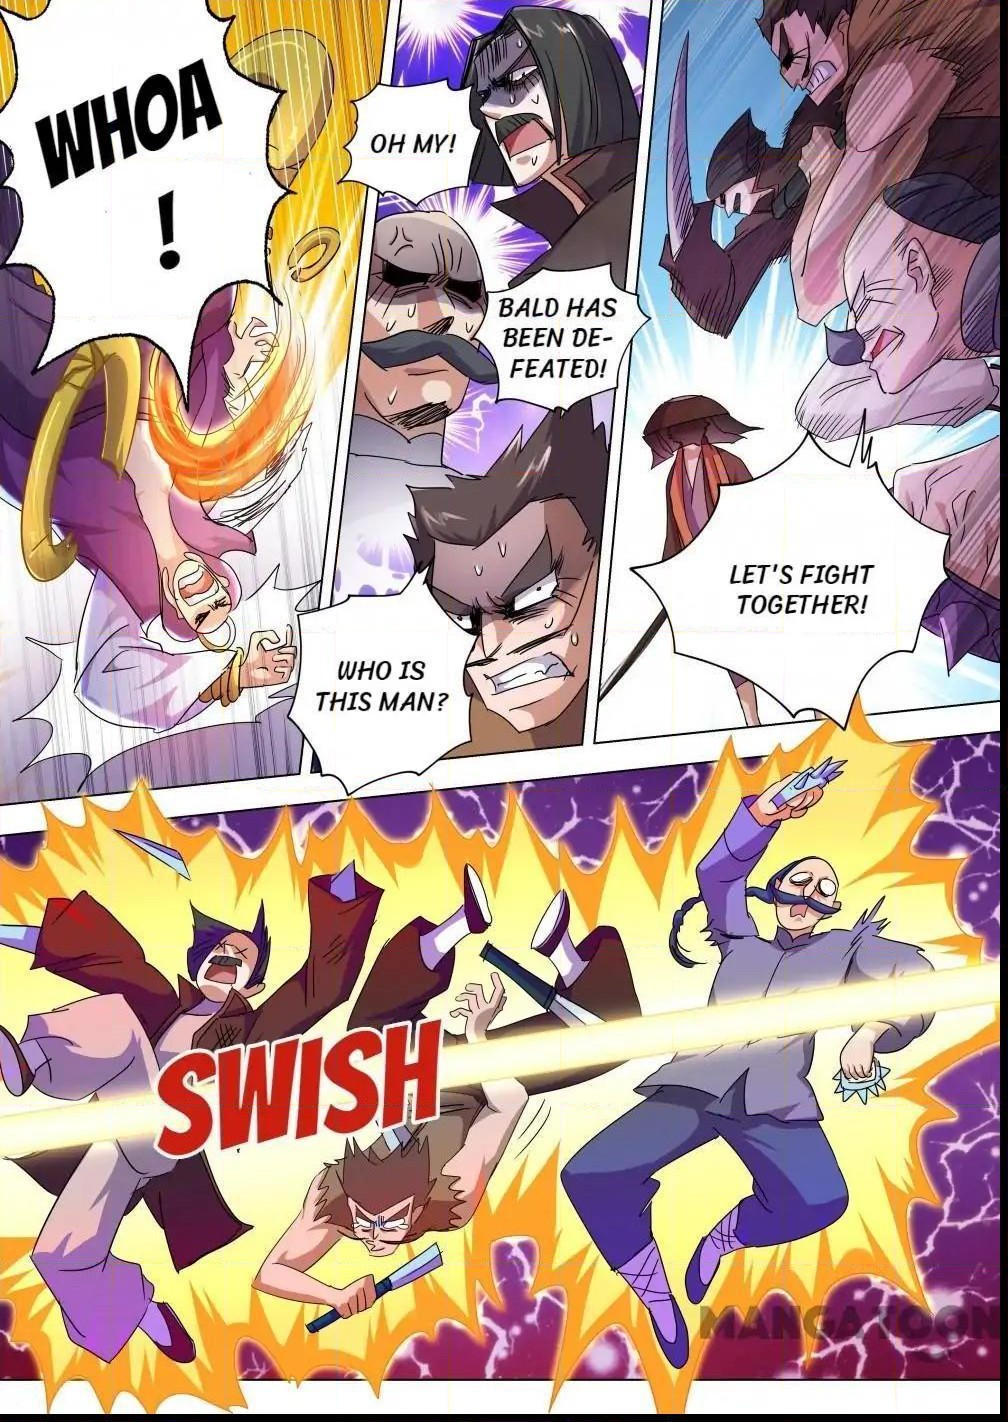 WHOA
!
OH MY!
BALD HAS
BEEN DE-
FEATED!
WHO IS
THIS MAN?
LET'S FIGHT
TOGETHER!
SWISH
MANGATOON